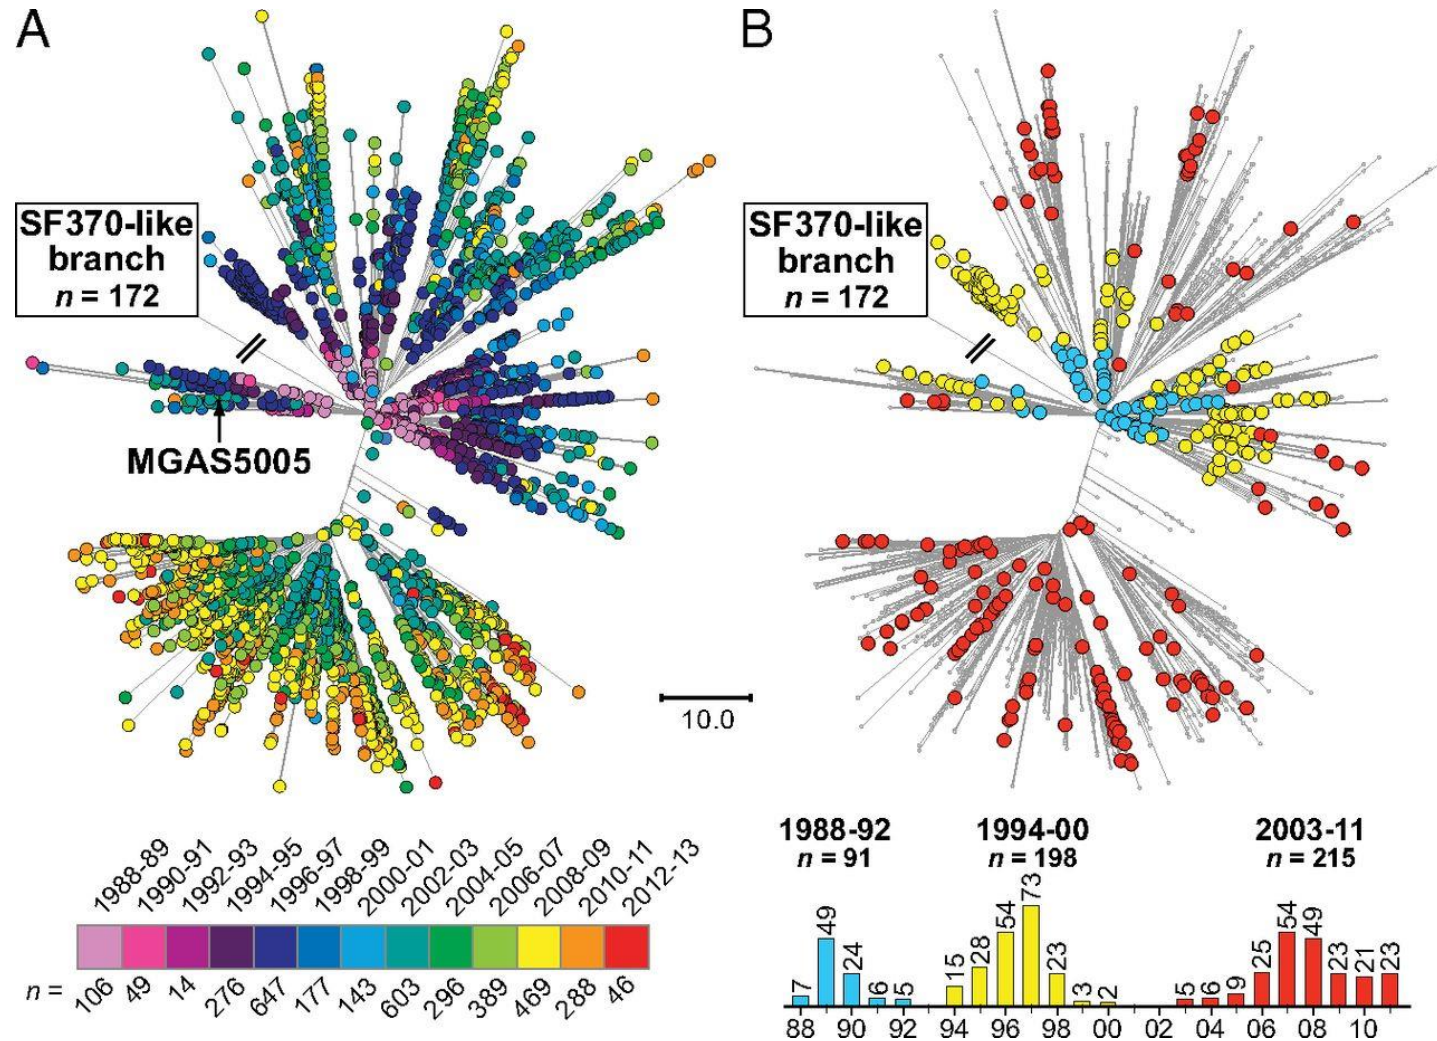 A
B
SF370-like
branch
n = 172
MGAS5005
SF370-like
branch
n = 172
10.0
1988-89
1990-91
1992-93
1994-95
1996-97
1998-99
2000-01
2002-03
2004-05
2006-07
2008-09
2010-11
2012-13
n = 106 49 14 276 647 177 143 603 296 389 469 288 46
1988-92
n = 91
1994-00
n = 198
2003-11
n = 215
7 49 24 6 5 15 28 54 73 23 3 2 5 6 9 25 54 49 23 21 23
88 90 92 94 96 98 00 02 04 06 08 10